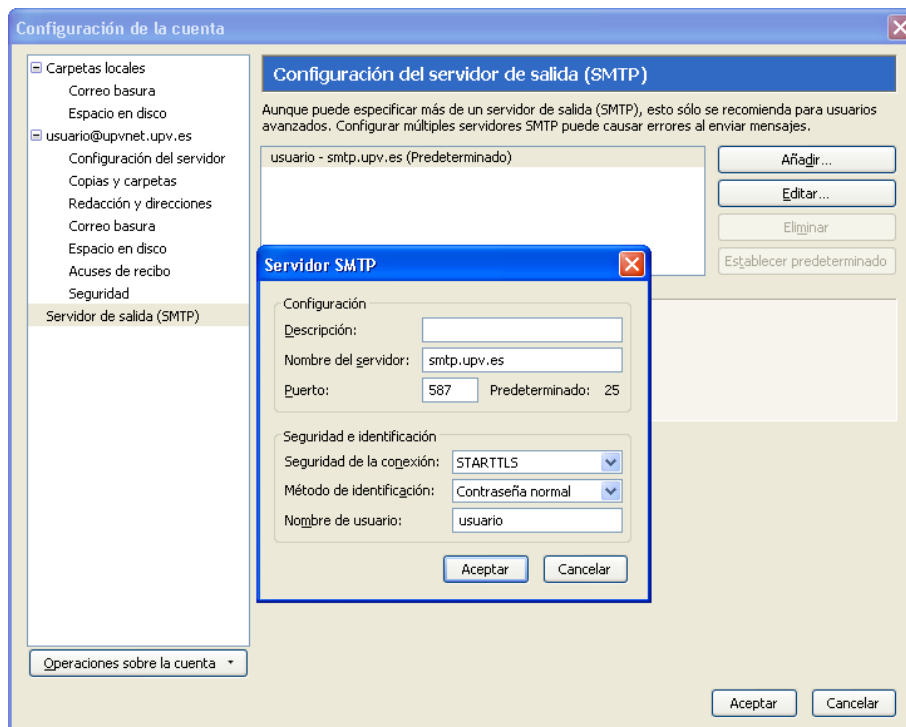 Configuración de la cuenta
Carpetas locales
Correo basura
Espacio en disco
usuario@upvnet.upv.es
Configuración del servidor
Copias y carpetas
Redacción y direcciones
Correo basura
Espacio en disco
Acuses de recibo
Seguridad
Servidor de salida (SMTP)
Operaciones sobre la cuenta
Configuración del servidor de salida (SMTP)
Aunque puede especificar más de un servidor de salida (SMTP), esto sólo se recomienda para usuarios
avanzados. Configurar múltiples servidores SMTP puede causar errores al enviar mensajes.
usuario - smtp.upv.es (Predeterminado)
Añadir...
Editar...
Eliminar
Establecer predeterminado
Servidor SMTP
Configuración
Descripción:
Nombre del servidor: smtp.upv.es
Puerto: 587 Predeterminado: 25
Seguridad e identificación
Seguridad de la conexión: STARTTLS
Método de identificación: Contraseña normal
Nombre de usuario: usuario
Aceptar Cancelar
Aceptar Cancelar